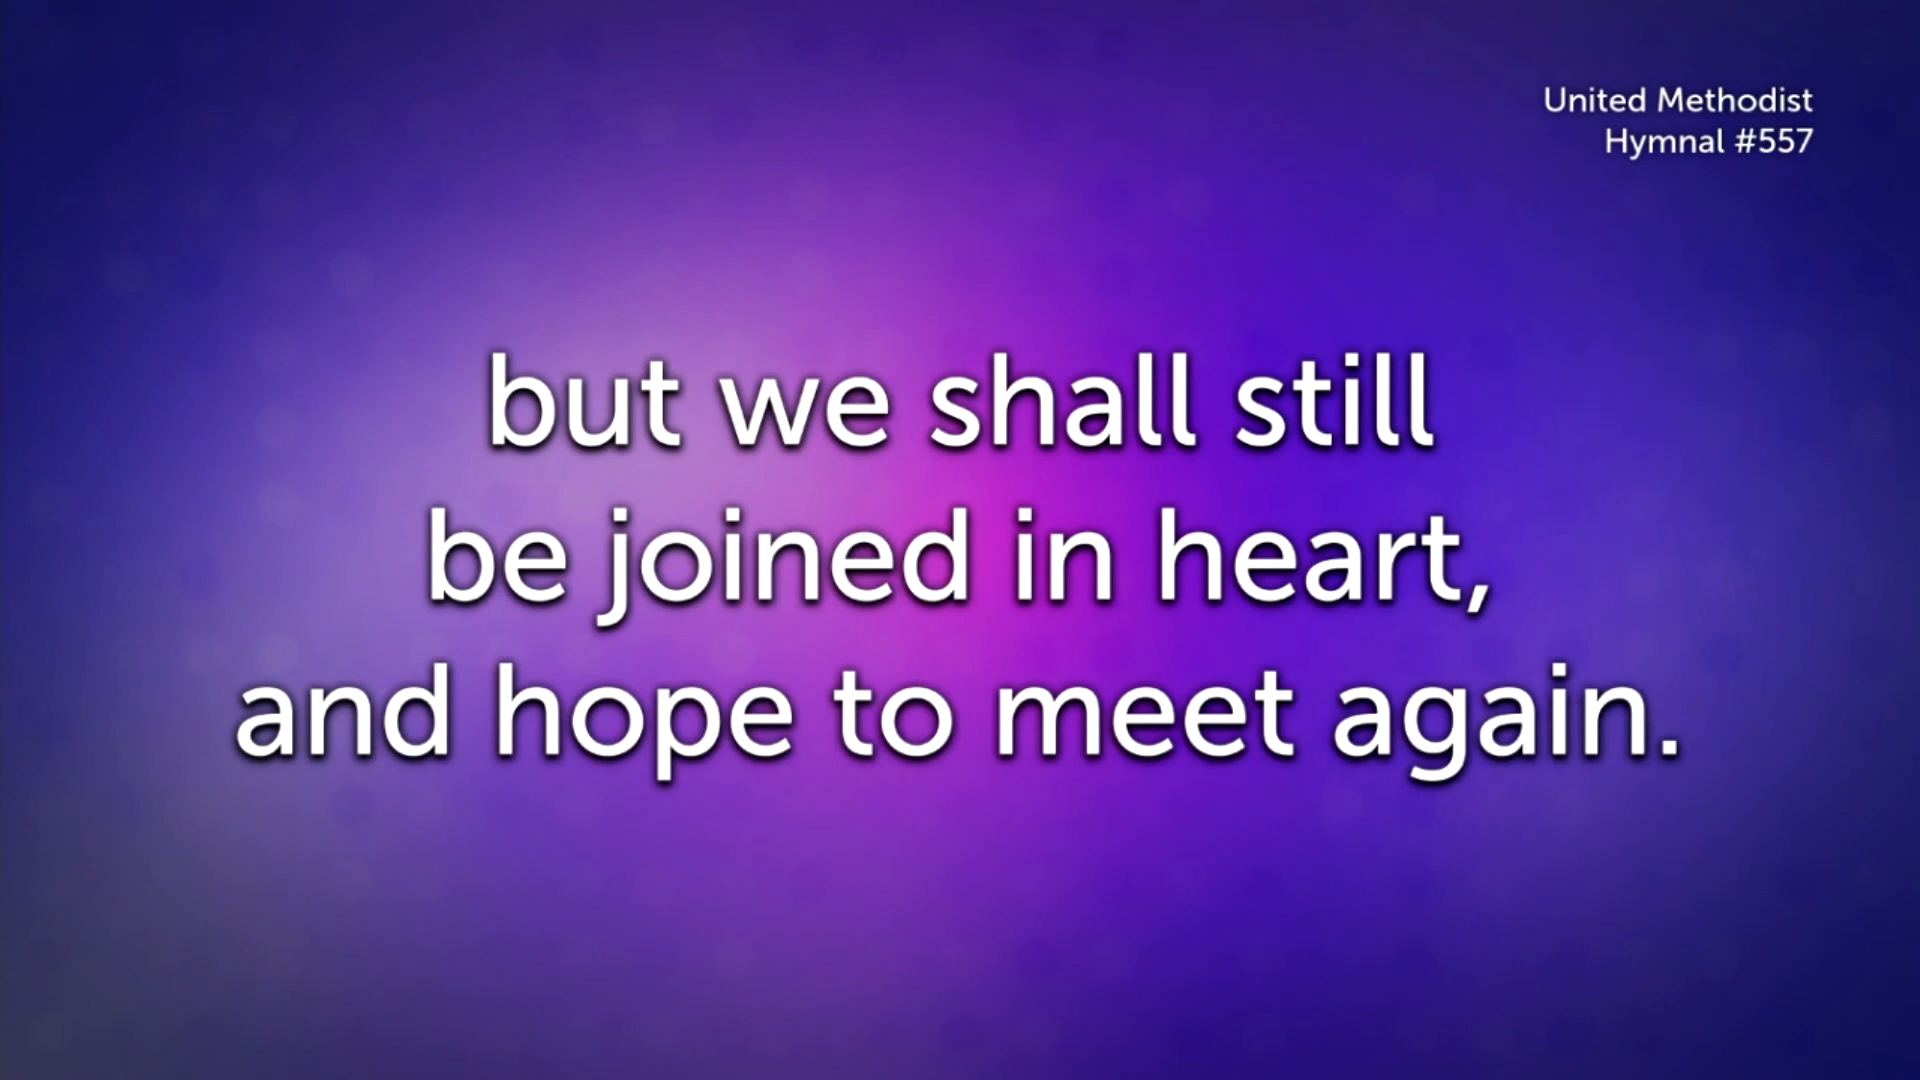 United Methodist
Hymnal #557
but we shall still
be joined in heart,
and hope to meet again.